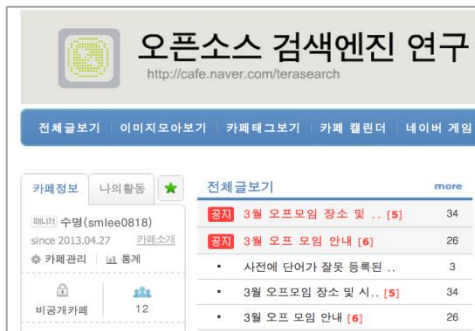 오픈소스 검색엔진 연구
http://cafe.naver.com/terasearch
전체글보기 이미지모아보기 카페태그보기 카페 캘린더 네이버 게임
카페정보 나의활동
매니저 수명(smlee0818)
since 2013.04.27 카페소개
카페관리 통계
비공개카페 12
전체글보기 more
공지 3월 오프모임 장소 및 .. [5] 34
공지 3월 오프 모임 안내 [6] 26
사전에 단어가 잘못 등록된 .. 3
3월 오프모임 장소 및 시.. [5] 34
3월 오프 모임 안내 [6] 26